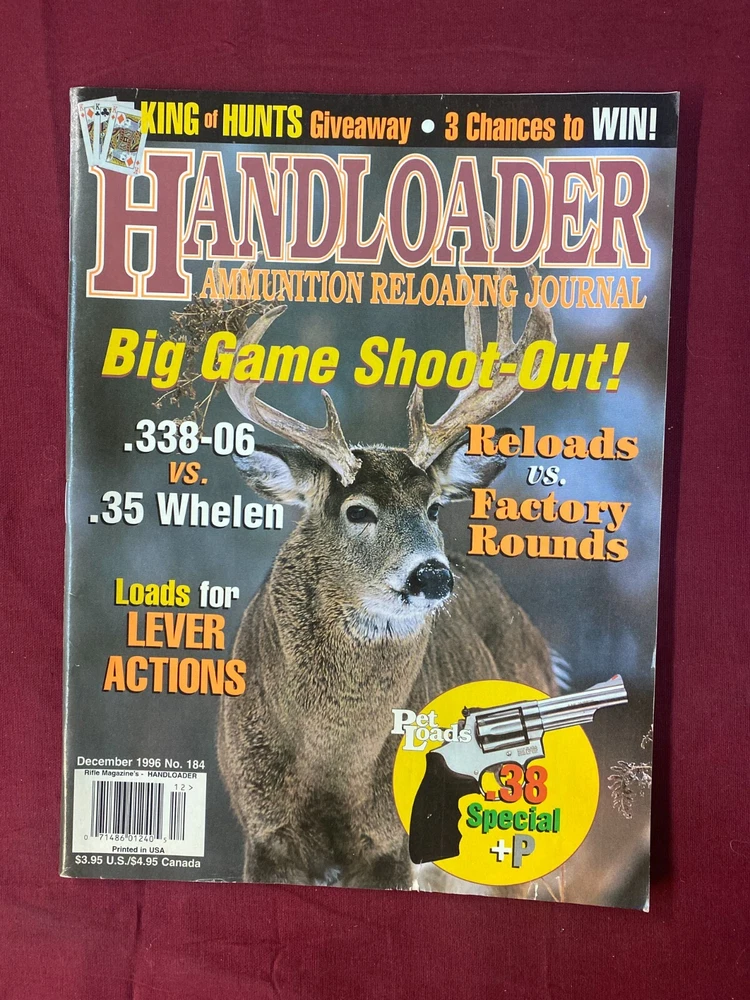 KING of HUNTS Giveaway • 3 Chances to WIN!
HANDLOADER
AMMUNITION RELOADING JOURNAL
Big Game Shoot-Out!
.338-06
vs.
.35 Whelen
Reloads
vs.
Factory
Rounds
Loads for
LEVER
ACTIONS
Pet
Loads
.38
Special
+P
December 1996 No. 184
Rifle Magazine's - HANDLOADER
12>
0 71486 01240 5
Printed in USA
$3.95 U.S./$4.95 Canada